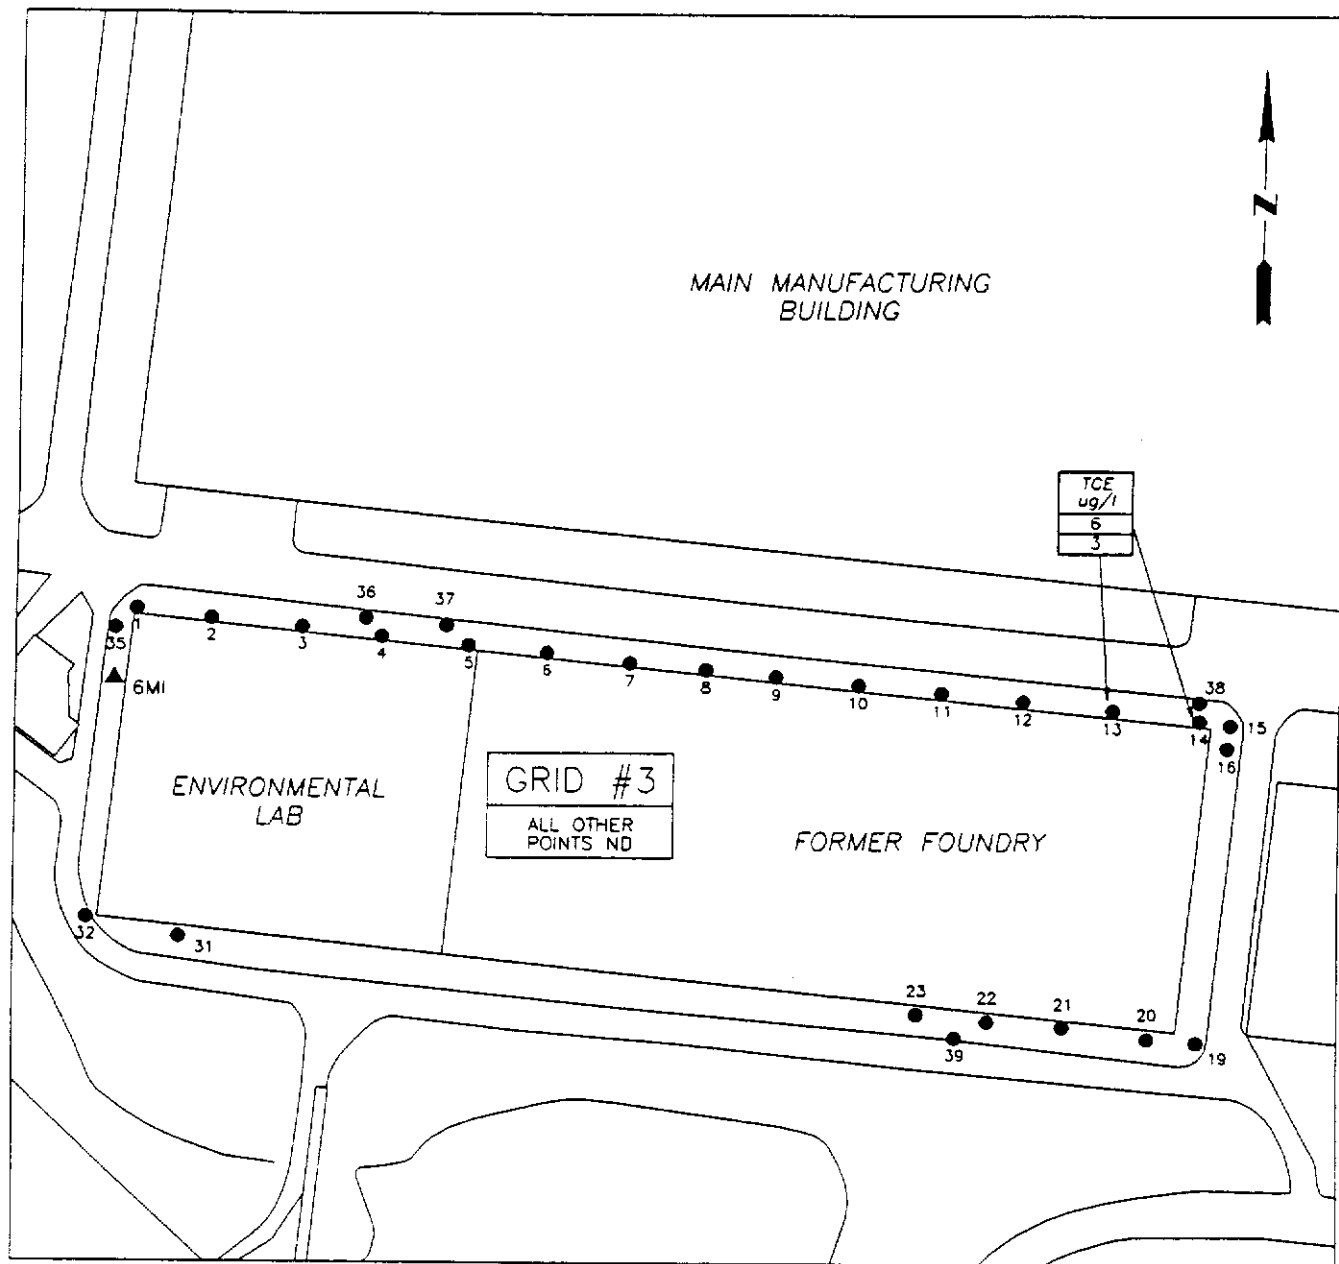 MAIN MANUFACTURING
BUILDING
N
TCE
ug/l
6
3
36
37
1
2
3
4
5
6
7
8
9
10
11
12
13
14
38
15
16
35
6MI
ENVIRONMENTAL
LAB
GRID #3
ALL OTHER
POINTS ND
FORMER FOUNDRY
32
31
23
22
21
20
19
39